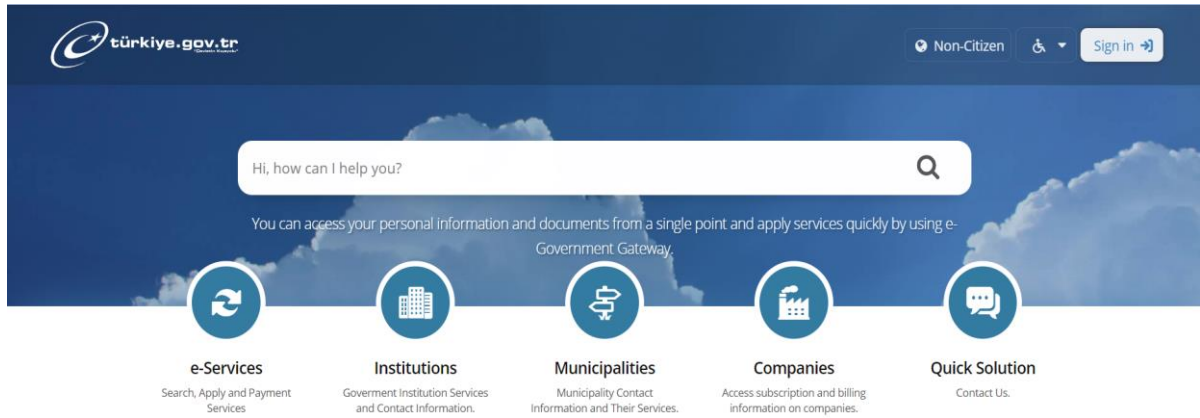 türkiye.gov.tr
Non-Citizen
Sign in
Hi, how can I help you?
You can access your personal information and documents from a single point and apply services quickly by using e-
Government Gateway.
e-Services
Institutions
Municipalities
Companies
Quick Solution
Search, Apply and Payment
Services
Goverment Institution Services
and Contact Information.
Municipality Contact
Information and Their Services.
Access subscription and billing
information on companies.
Contact Us.